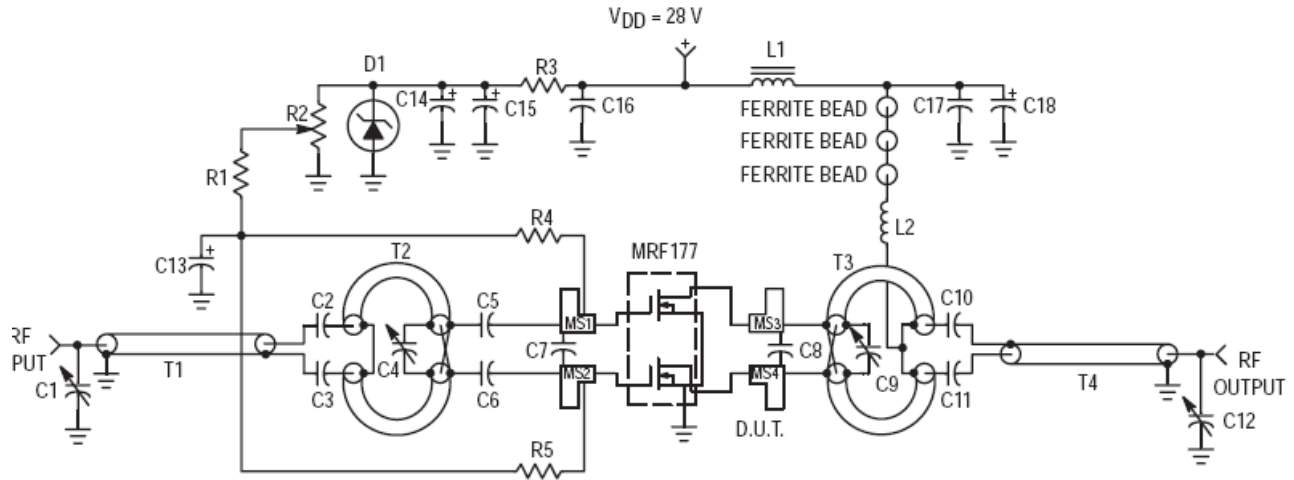 VDD = 28 V
D1
R3
L1
C14
+
C15
+
C16
+
R2
FERRITE BEAD
FERRITE BEAD
FERRITE BEAD
C17
+
C18
R1
L2
R4
C13
+
T2
MRF177
T3
C2
C5
C10
MS1
MS3
RF
PUT
T1
C4
C7
C8
C9
T4
RF
OUTPUT
C1
C3
C6
MS2
MS4
C11
C12
D.U.T.
R5